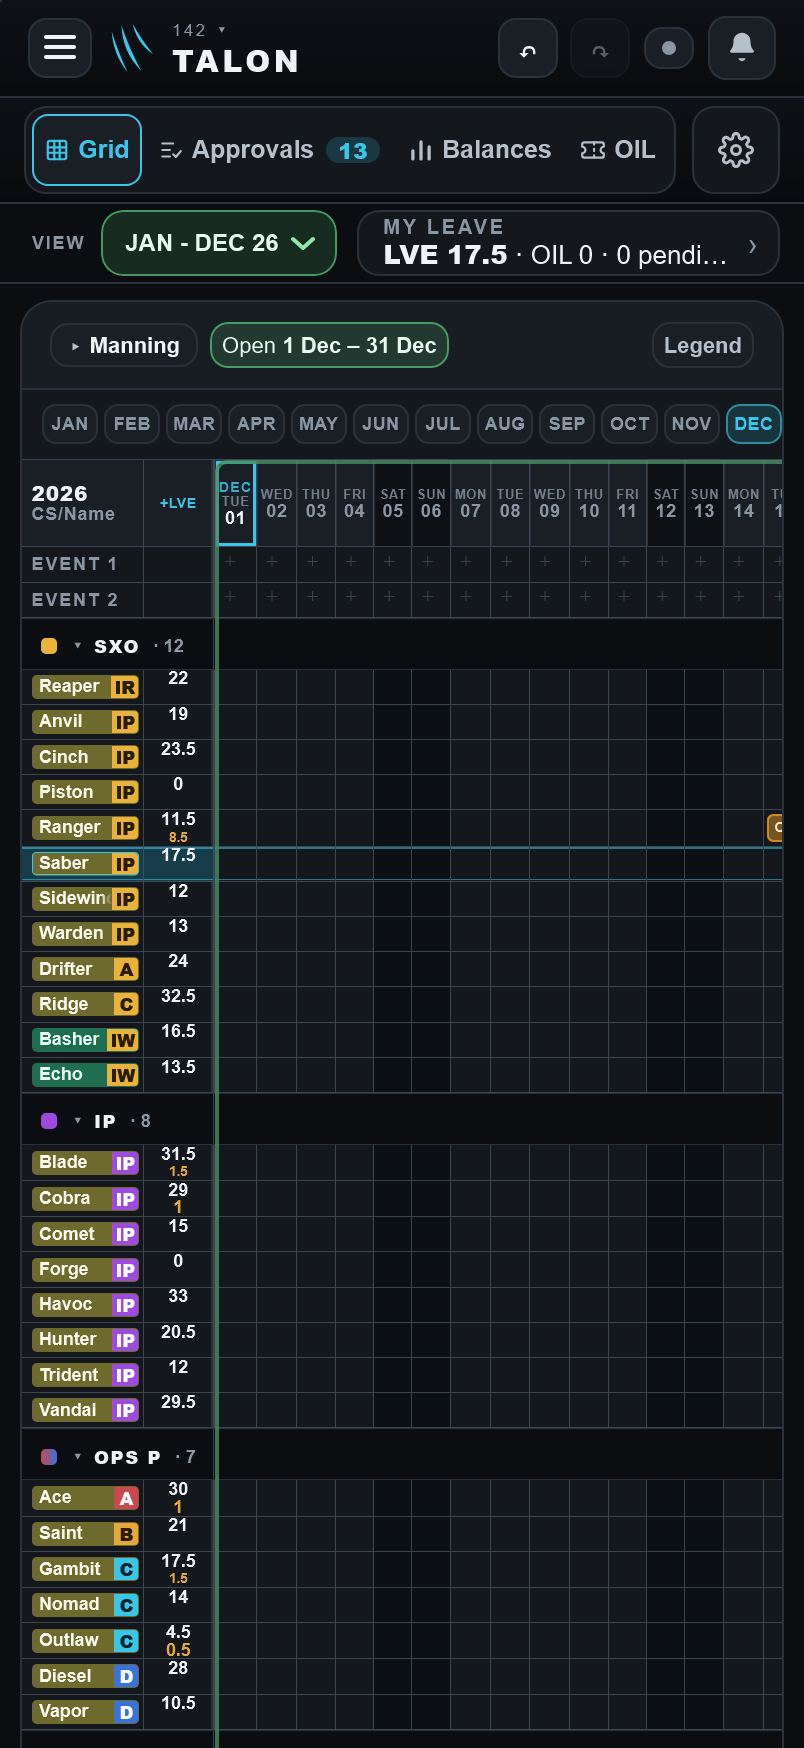 142 ▾
TALON
Grid
Approvals 13
Balances
OIL
VIEW
JAN - DEC 26
MY LEAVE
LVE 17.5 · OIL 0 · 0 pendi… ›
▸ Manning
Open 1 Dec – 31 Dec
Legend
JAN FEB MAR APR MAY JUN JUL AUG SEP OCT NOV DEC
2026
CS/Name
+LVE
DEC TUE 01
WED 02
THU 03
FRI 04
SAT 05
SUN 06
MON 07
TUE 08
WED 09
THU 10
FRI 11
SAT 12
SUN 13
MON 14
EVENT 1 + + + + + + + + + + + + + + +
EVENT 2 + + + + + + + + + + + + + + +
▾ SXO · 12
Reaper IR 22
Anvil IP 19
Cinch IP 23.5
Piston IP 0
Ranger IP 11.5
8.5
Saber IP 17.5
Sidewin IP 12
Warden IP 13
Drifter A 24
Ridge C 32.5
Basher IW 16.5
Echo IW 13.5
▾ IP · 8
Blade IP 31.5
1.5
Cobra IP 29
1
Comet IP 15
Forge IP 0
Havoc IP 33
Hunter IP 20.5
Trident IP 12
Vandal IP 29.5
▾ OPS P · 7
Ace A 30
1
Saint B 21
Gambit C 17.5
1.5
Nomad C 14
Outlaw C 4.5
0.5
Diesel D 28
Vapor D 10.5